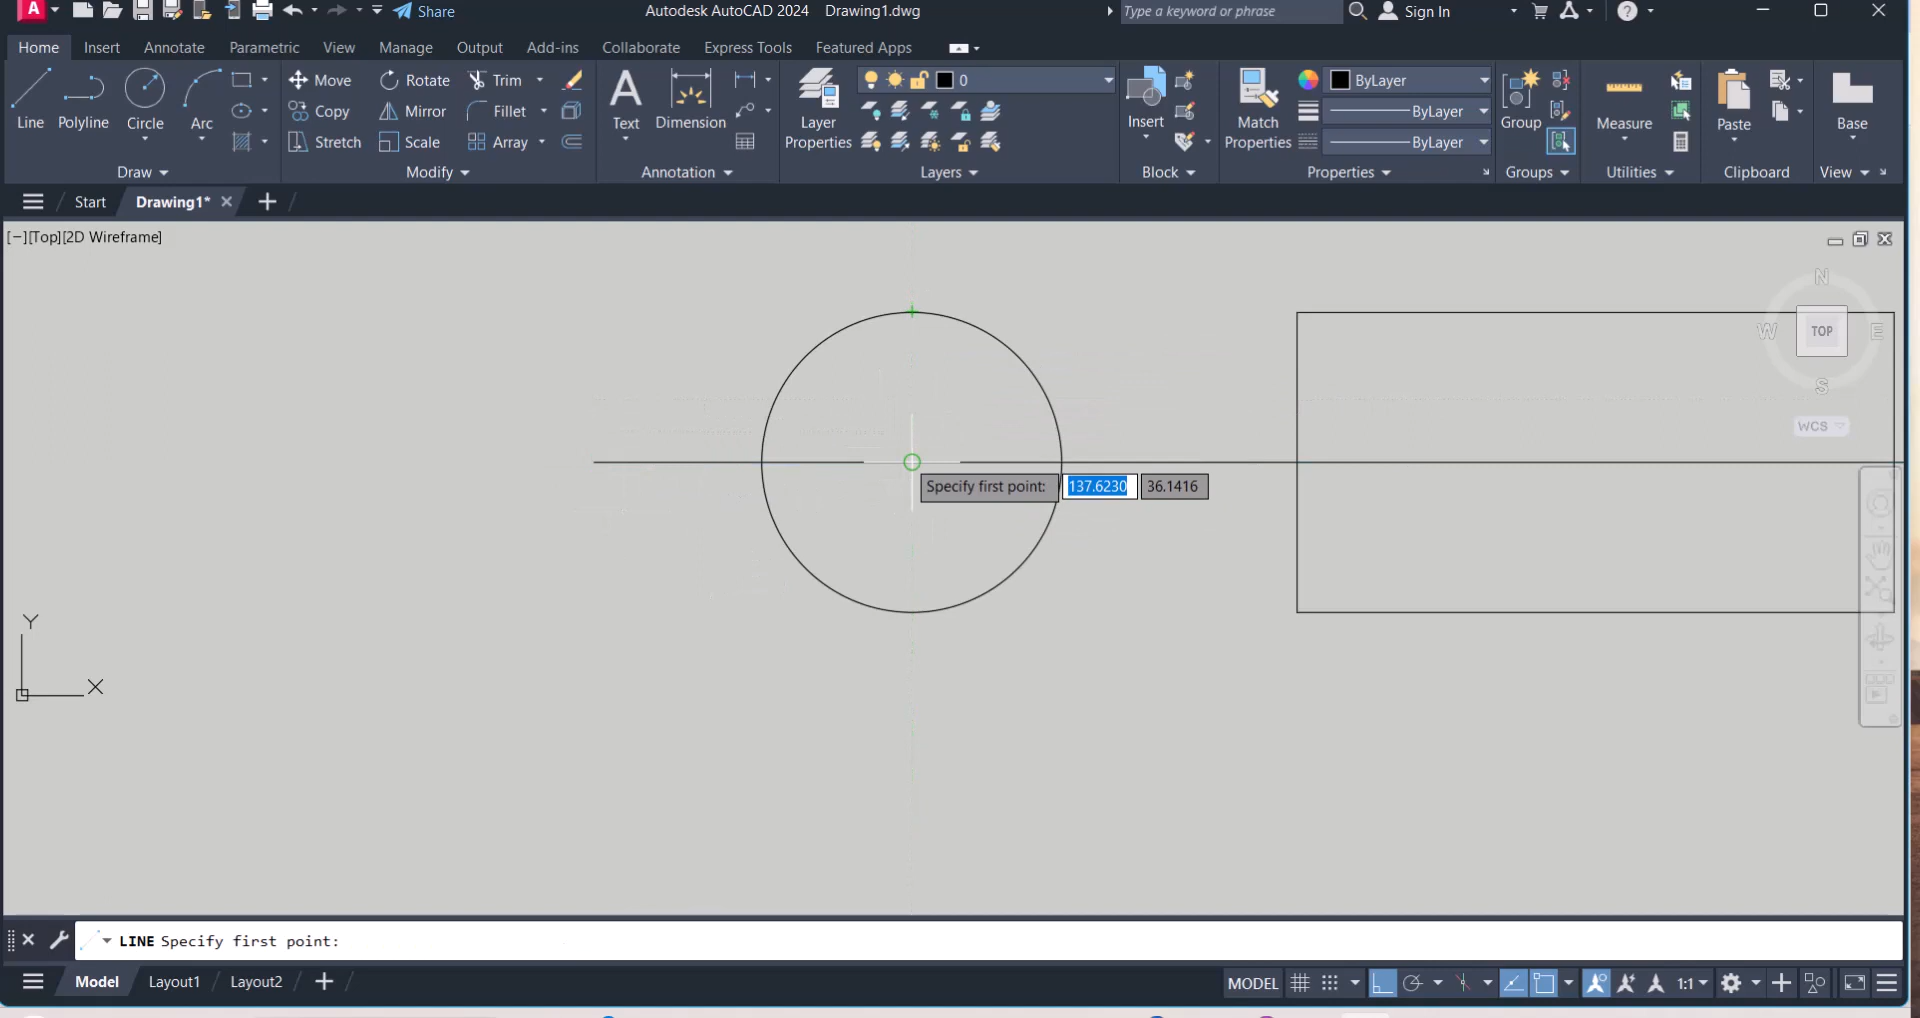 A Share Autodesk AutoCAD 2024 Drawing1.dwg Type a keyword or phrase Sign In ?
Home Insert Annotate Parametric View Manage Output Add-ins Collaborate Express Tools Featured Apps
Line Polyline Circle Arc
Move Rotate Trim
Copy Mirror Fillet
Stretch Scale Array
A Text Dimension
Layer Properties
0
Insert
Match Properties
ByLayer
ByLayer
ByLayer
Group
Measure
Paste
Base
Draw Modify Annotation Layers Block Properties Groups Utilities Clipboard View
Start Drawing1*
[−][Top][2D Wireframe]
N
W TOP E
S
WCS
Specify first point: 137.6230 36.1416
Y
X
LINE Specify first point:
Model Layout1 Layout2 MODEL 1:1